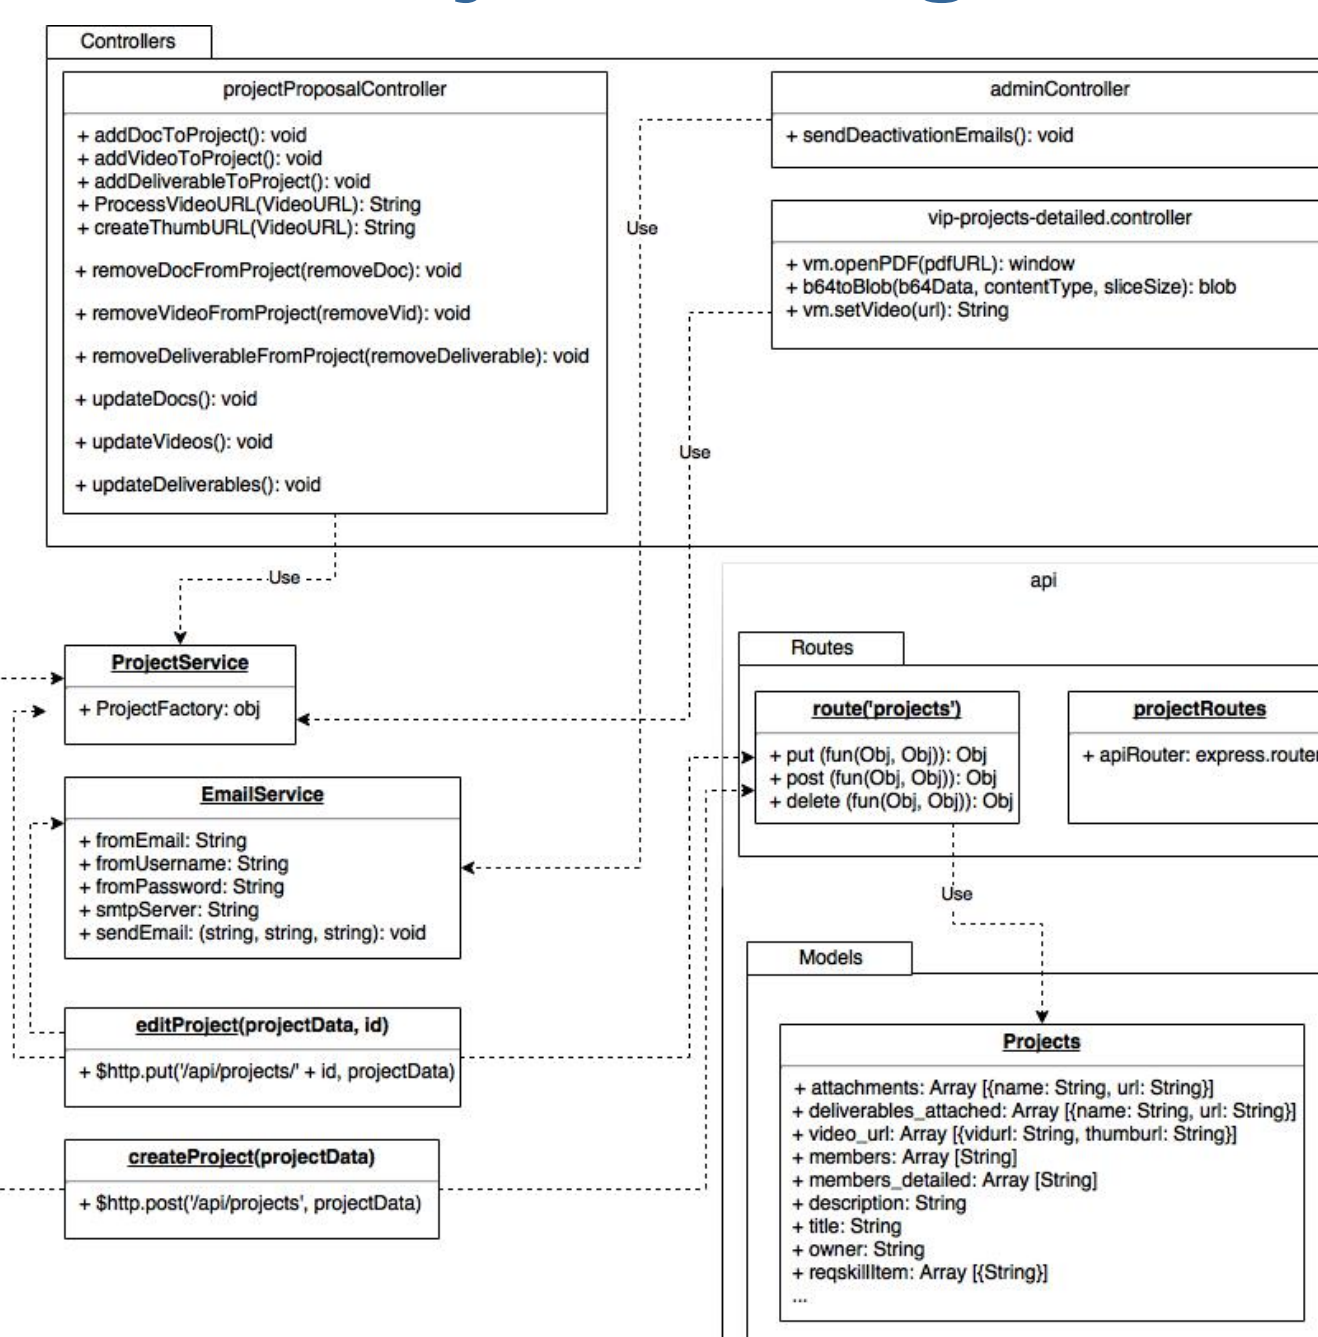 Controllers
projectProposalController
+ addDocToProject(): void
+ addVideoToProject(): void
+ addDeliverableToProject(): void
+ ProcessVideoURL(VideoURL): String
+ createThumbURL(VideoURL): String
+ removeDocFromProject(removeDoc): void
+ removeVideoFromProject(removeVid): void
+ removeDeliverableFromProject(removeDeliverable): void
+ updateDocs(): void
+ updateVideos(): void
+ updateDeliverables(): void
adminController
+ sendDeactivationEmails(): void
vip-projects-detailed.controller
+ vm.openPDF(pdfURL): window
+ b64toBlob(b64Data, contentType, sliceSize): blob
+ vm.setVideo(url): String
Use
Use
Use
ProjectService
+ ProjectFactory: obj
EmailService
+ fromEmail: String
+ fromUsername: String
+ fromPassword: String
+ smtpServer: String
+ sendEmail: (string, string, string): void
editProject(projectData, id)
+ $http.put('/api/projects/' + id, projectData)
createProject(projectData)
+ $http.post('/api/projects', projectData)
api
Routes
route('projects')
+ put (fun(Obj, Obj)): Obj
+ post (fun(Obj, Obj)): Obj
+ delete (fun(Obj, Obj)): Obj
projectRoutes
+ apiRouter: express.router
Use
Models
Projects
+ attachments: Array [{name: String, url: String}]
+ deliverables_attached: Array [{name: String, url: String}]
+ video_url: Array [{vidurl: String, thumburl: String}]
+ members: Array [String]
+ members_detailed: Array [String]
+ description: String
+ title: String
+ owner: String
+ reqskillItem: Array [{String}]
...